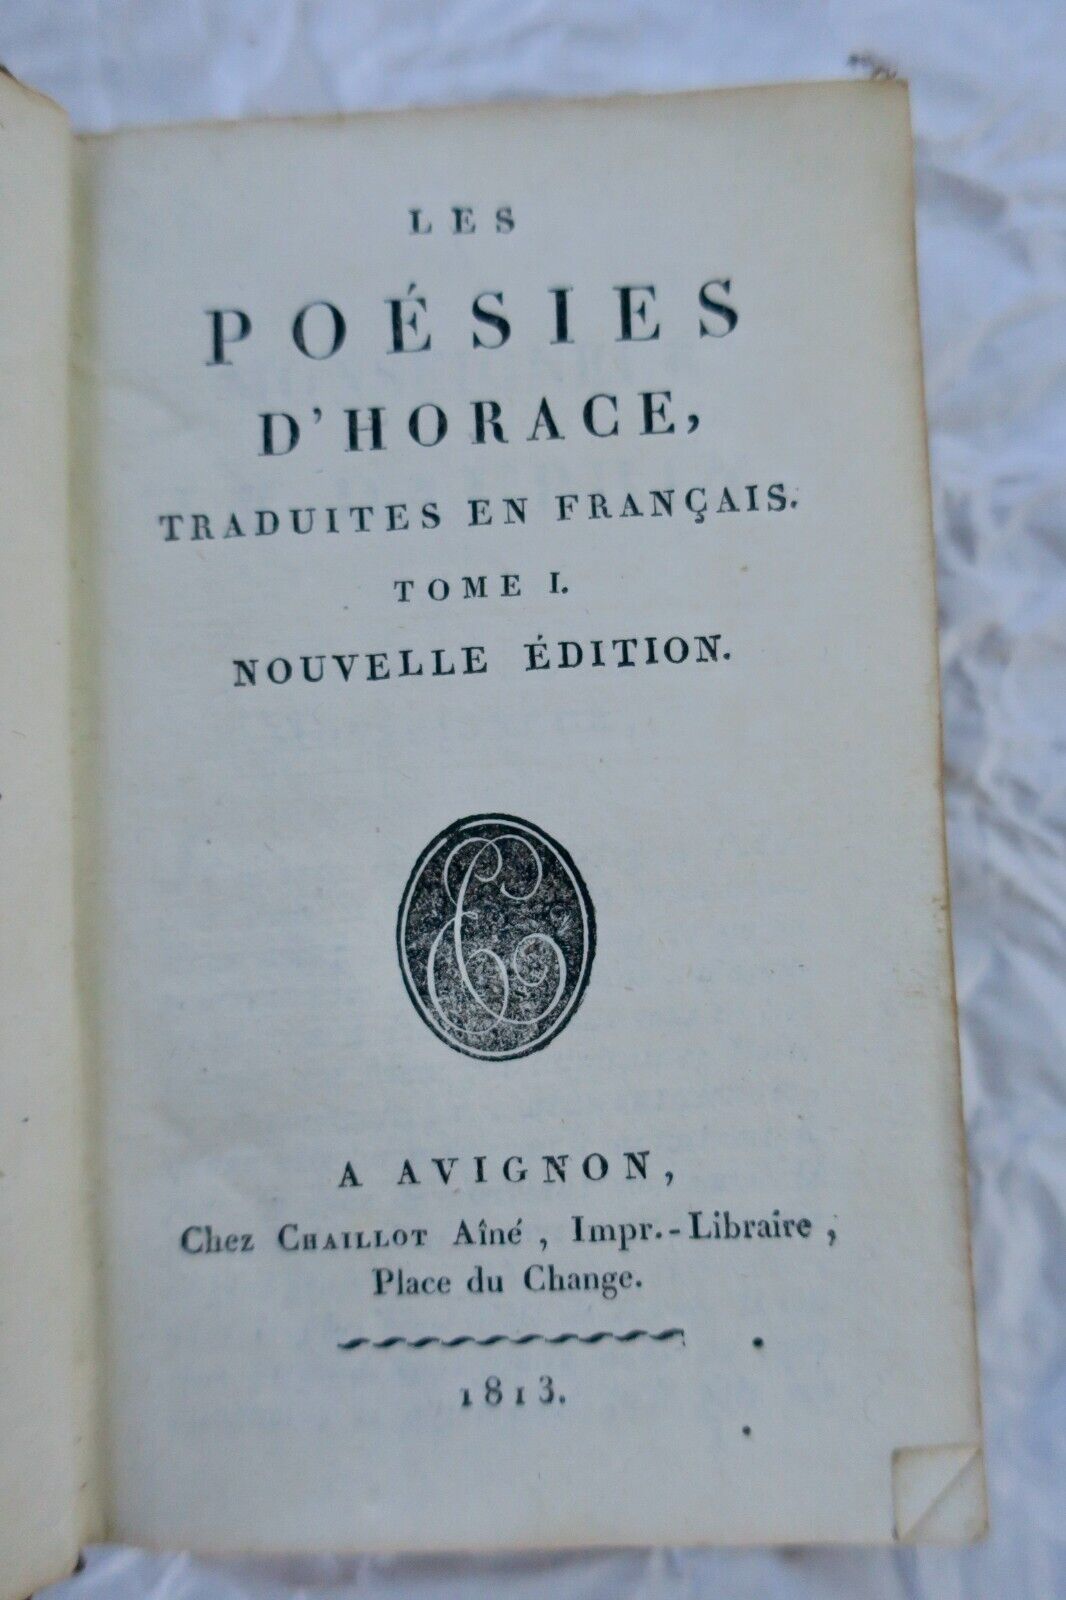 LES
POÉSIES
D'HORACE,
TRADUITES EN FRANÇAIS.
TOME I.
NOUVELLE ÉDITION.
A AVIGNON,
Chez CHAILLOT Aîné, Impr.-Libraire,
Place du Change.
1813.